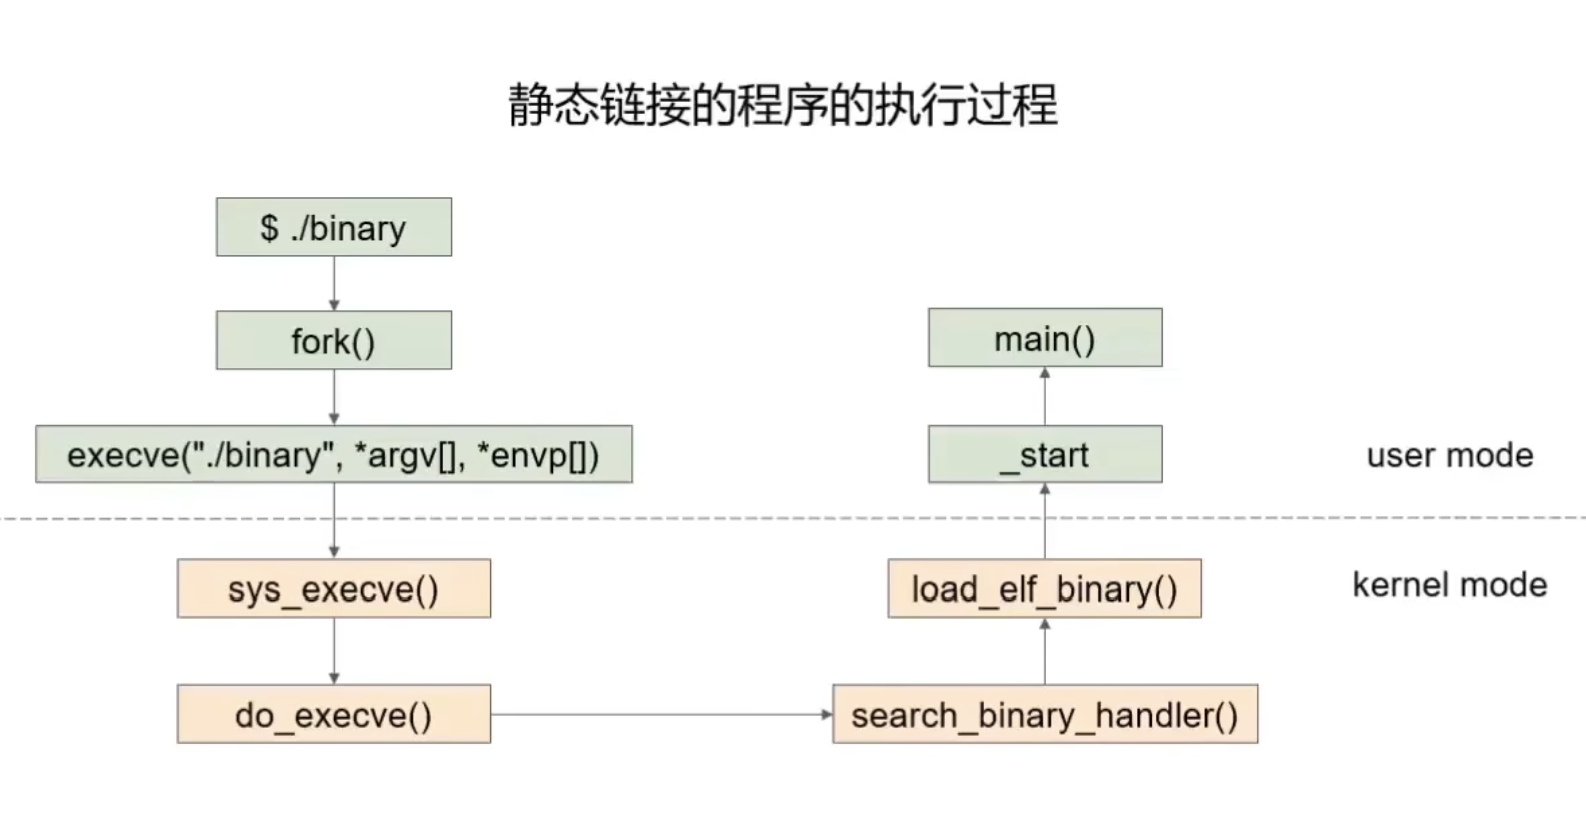 静态链接的程序的执行过程
$ ./binary
fork()
execve("./binary", *argv[], *envp[])
sys_execve()
do_execve()
search_binary_handler()
load_elf_binary()
_start
main()
user mode
kernel mode